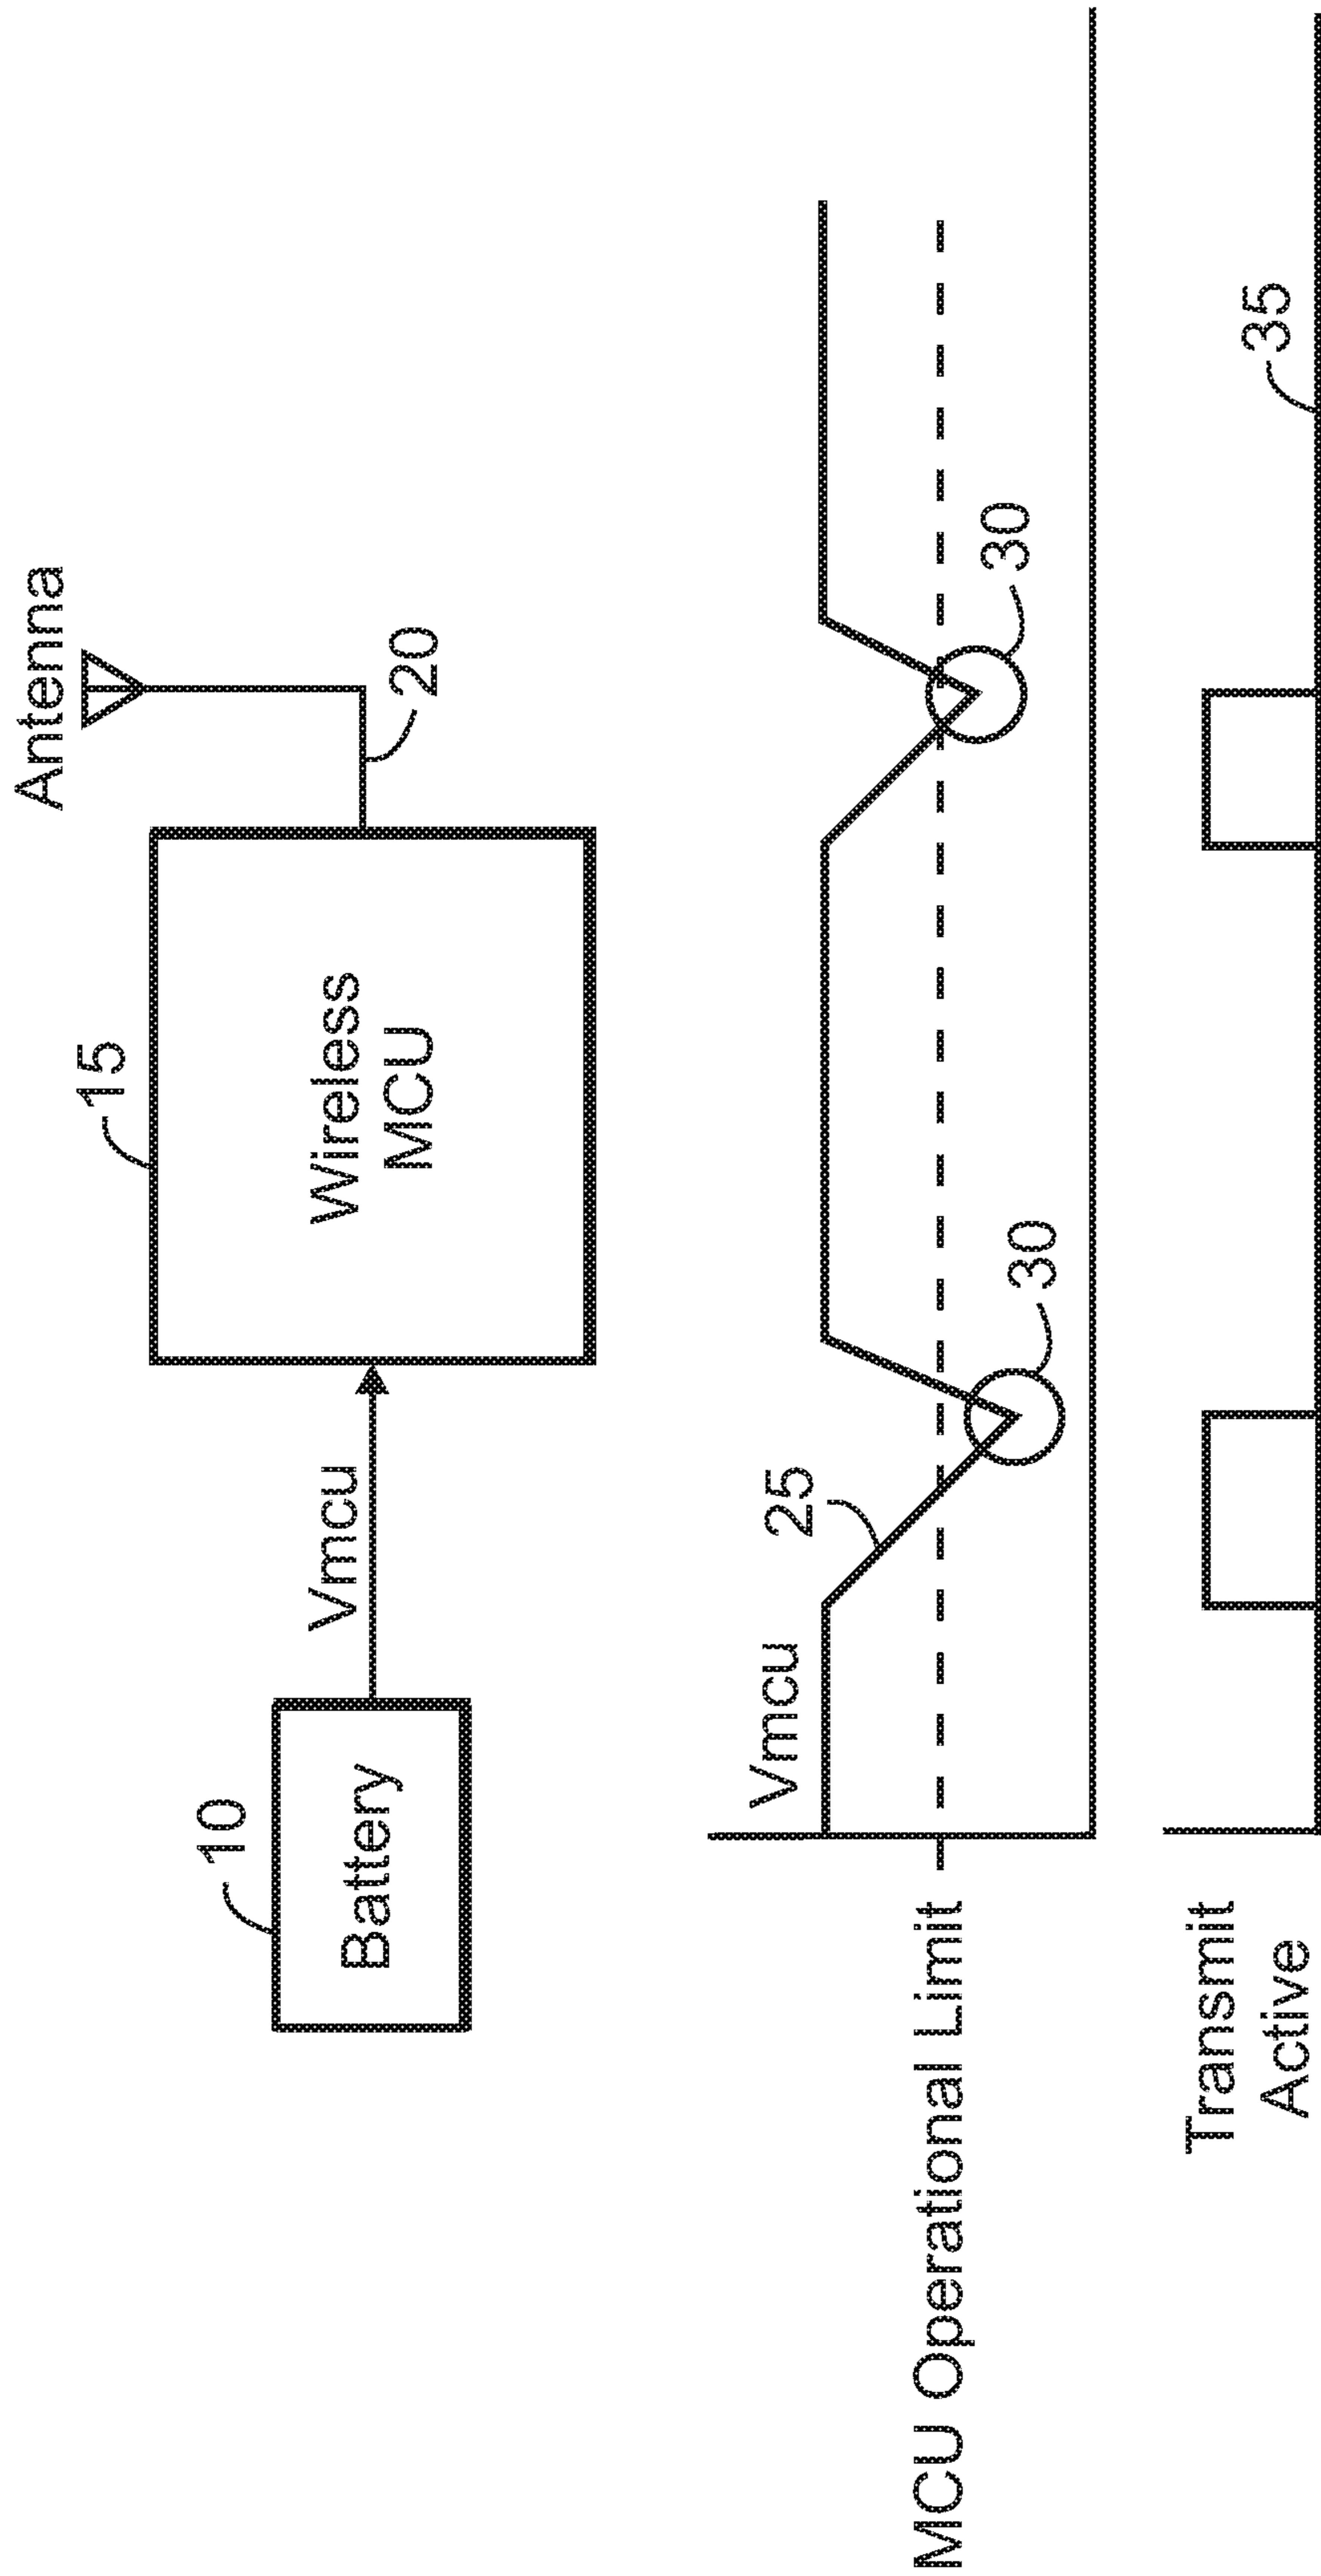 Antenna
10
15
Battery
Vmcu
Wireless
MCU
20
Vmcu
25
30
30
MCU Operational Limit
Transmit
Active
35